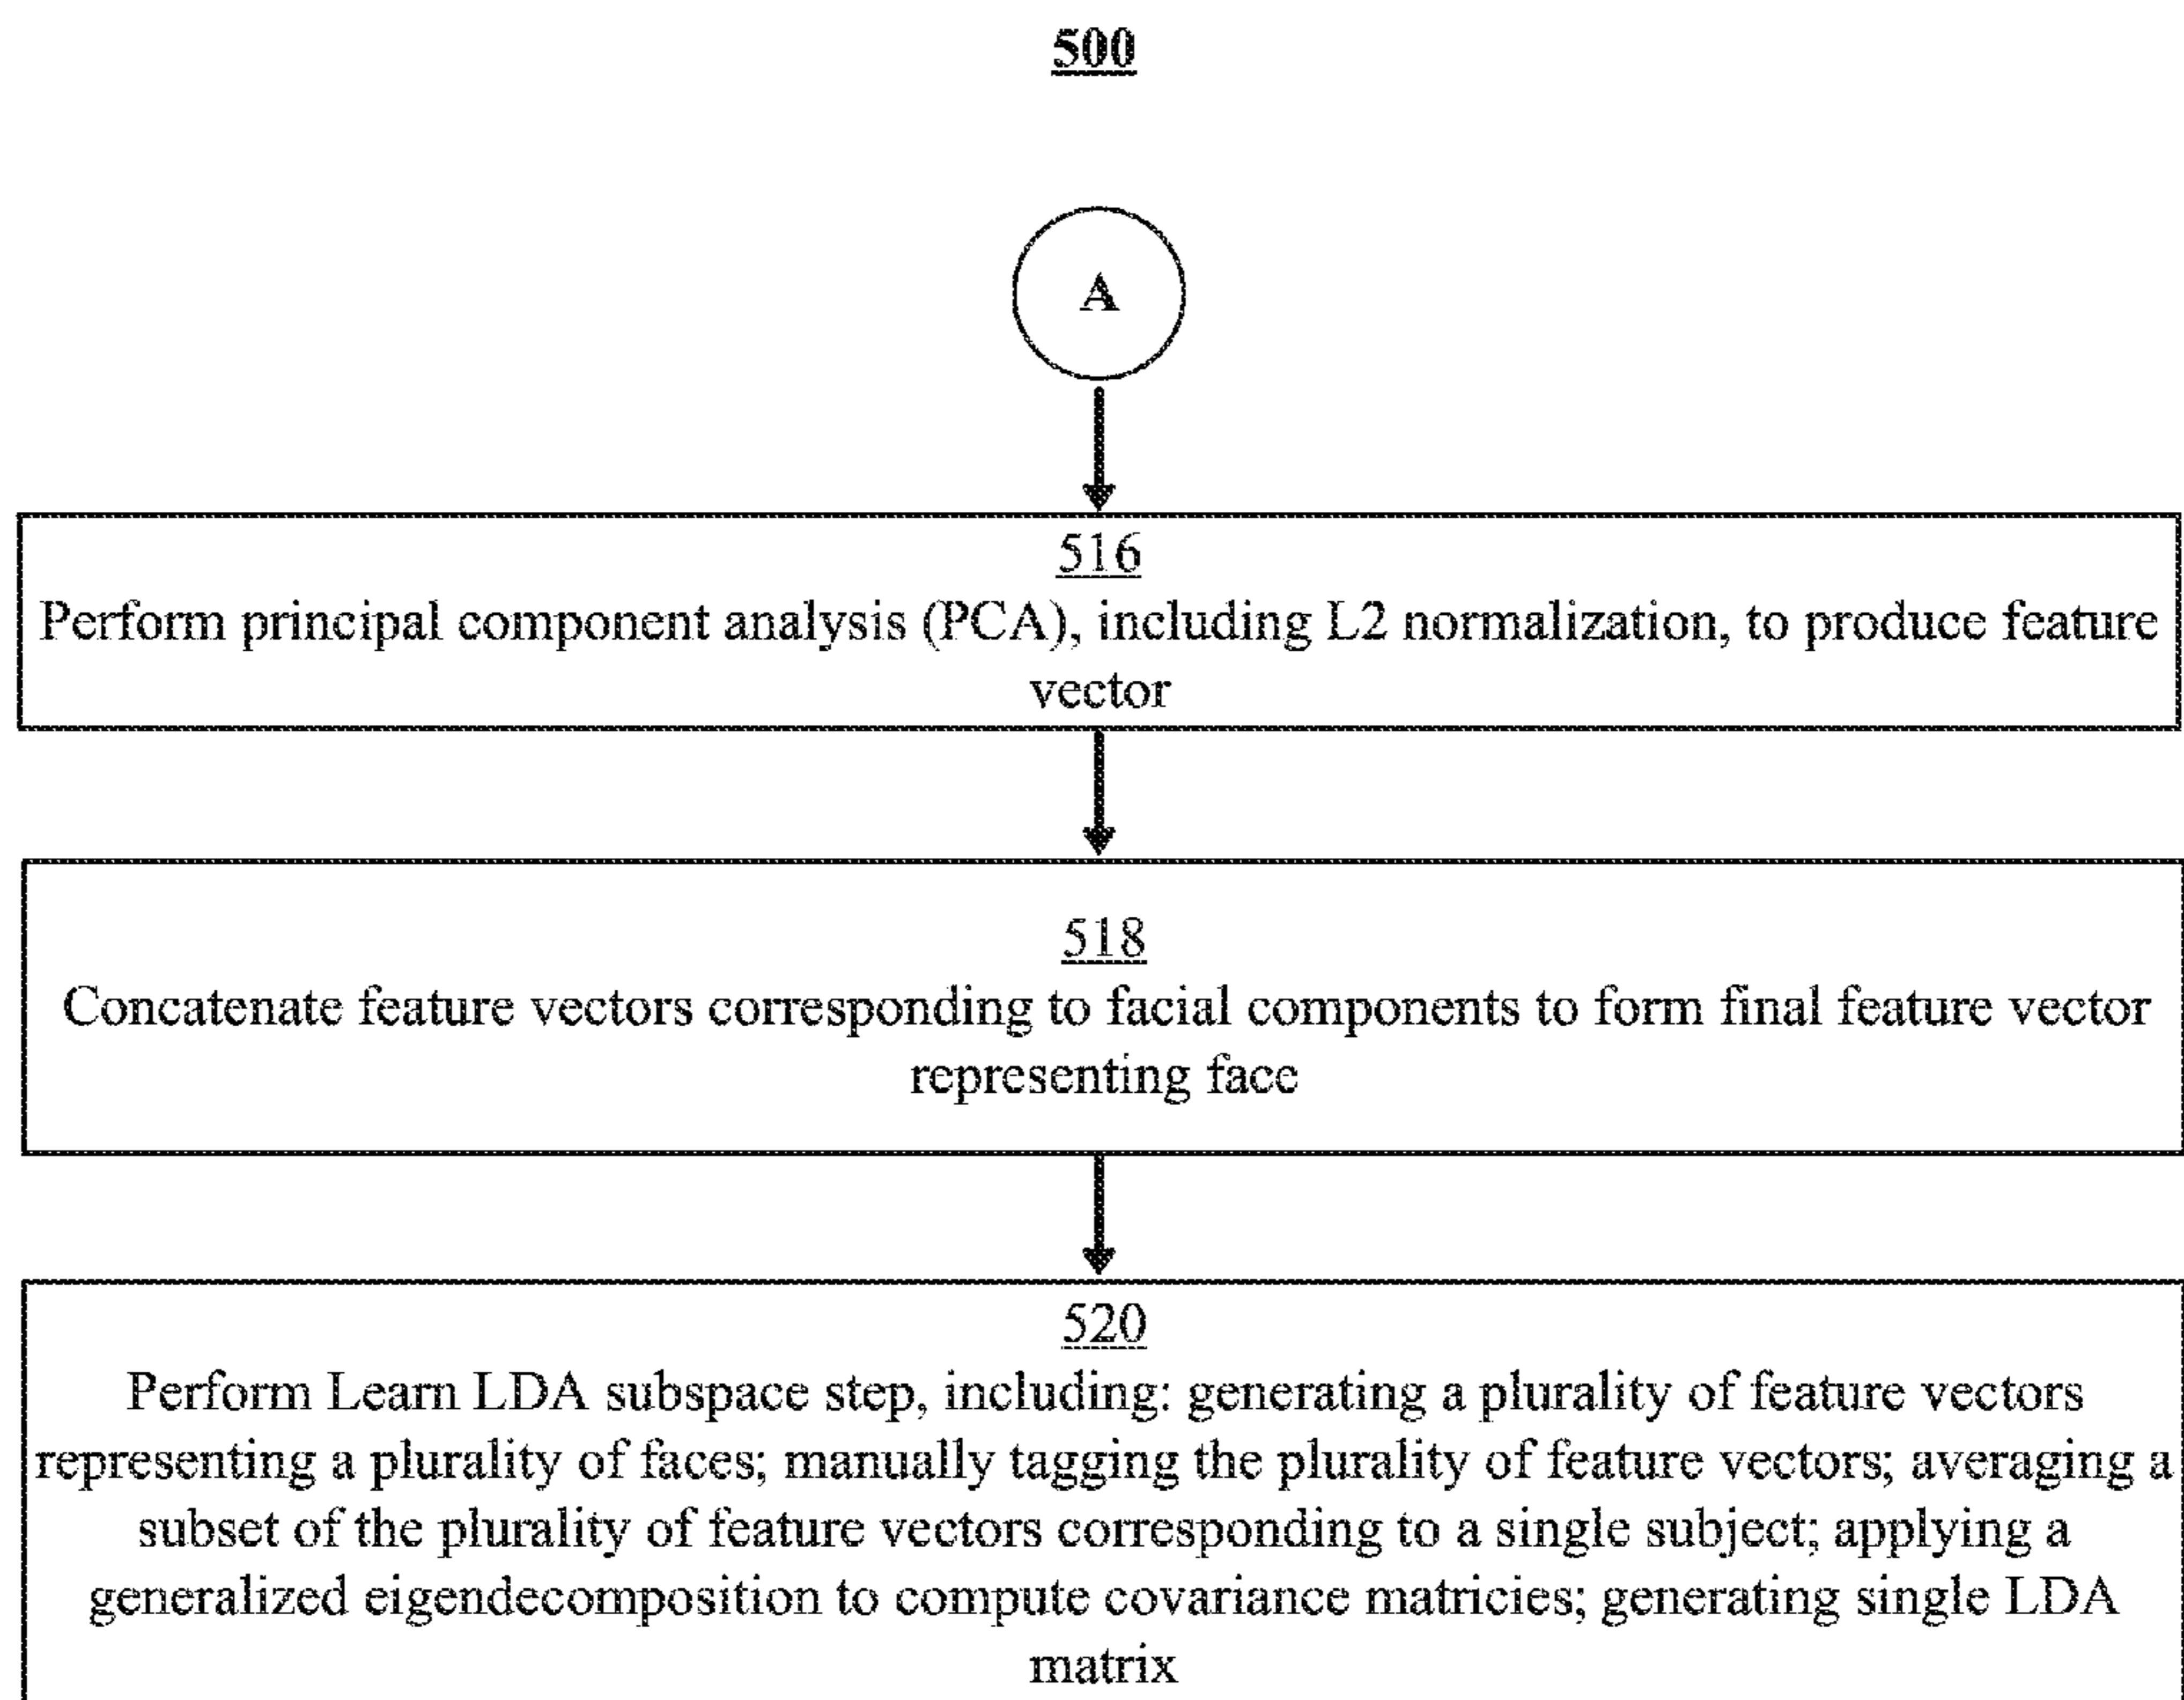 500
A
516
Perform principal component analysis (PCA), including L2 normalization, to produce feature
vector
518
Concatenate feature vectors corresponding to facial components to form final feature vector
representing face
520
Perform Learn LDA subspace step, including: generating a plurality of feature vectors
representing a plurality of faces; manually tagging the plurality of feature vectors; averaging a
subset of the plurality of feature vectors corresponding to a single subject; applying a
generalized eigendecomposition to compute covariance matricies; generating single LDA
matrix